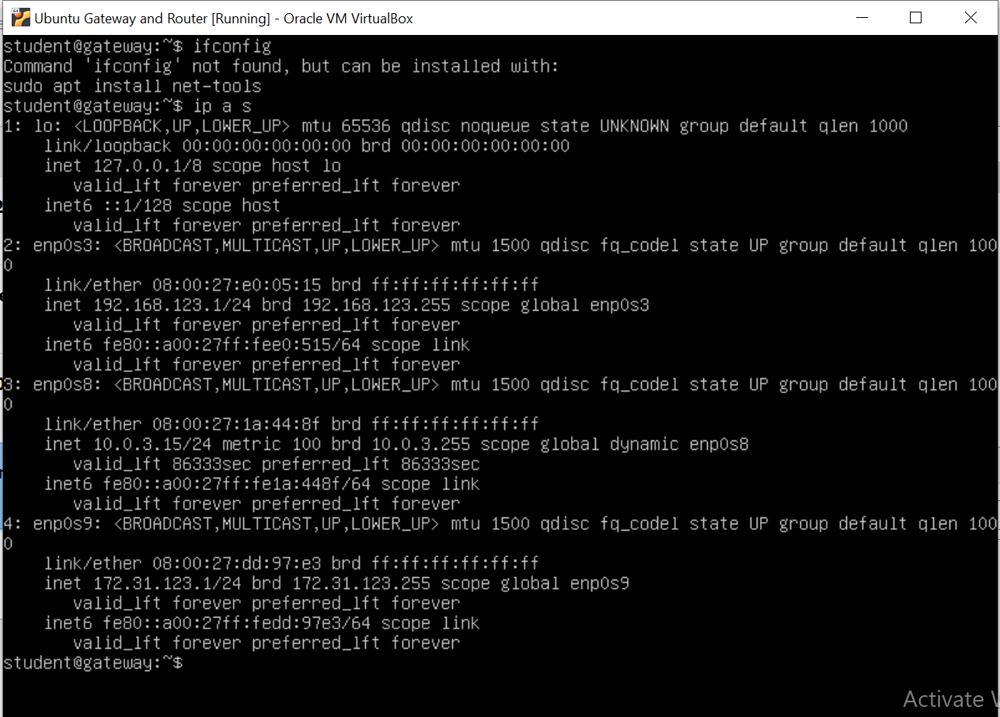 Ubuntu Gateway and Router [Running] - Oracle VM VirtualBox
student@gateway:~$ ifconfig
Command 'ifconfig' not found, but can be installed with:
sudo apt install net-tools
student@gateway:~$ ip a s
1: lo: <LOOPBACK,UP,LOWER_UP> mtu 65536 qdisc noqueue state UNKNOWN group default qlen 1000
    link/loopback 00:00:00:00:00:00 brd 00:00:00:00:00:00
    inet 127.0.0.1/8 scope host lo
       valid_lft forever preferred_lft forever
    inet6 ::1/128 scope host
       valid_lft forever preferred_lft forever
2: enp0s3: <BROADCAST,MULTICAST,UP,LOWER_UP> mtu 1500 qdisc fq_codel state UP group default qlen 100
0
    link/ether 08:00:27:e0:05:15 brd ff:ff:ff:ff:ff:ff
    inet 192.168.123.1/24 brd 192.168.123.255 scope global enp0s3
       valid_lft forever preferred_lft forever
    inet6 fe80::a00:27ff:fee0:515/64 scope link
       valid_lft forever preferred_lft forever
3: enp0s8: <BROADCAST,MULTICAST,UP,LOWER_UP> mtu 1500 qdisc fq_codel state UP group default qlen 100
0
    link/ether 08:00:27:1a:44:8f brd ff:ff:ff:ff:ff:ff
    inet 10.0.3.15/24 metric 100 brd 10.0.3.255 scope global dynamic enp0s8
       valid_lft 86333sec preferred_lft 86333sec
    inet6 fe80::a00:27ff:fe1a:448f/64 scope link
       valid_lft forever preferred_lft forever
4: enp0s9: <BROADCAST,MULTICAST,UP,LOWER_UP> mtu 1500 qdisc fq_codel state UP group default qlen 100
0
    link/ether 08:00:27:dd:97:e3 brd ff:ff:ff:ff:ff:ff
    inet 172.31.123.1/24 brd 172.31.123.255 scope global enp0s9
       valid_lft forever preferred_lft forever
    inet6 fe80::a00:27ff:fedd:97e3/64 scope link
       valid_lft forever preferred_lft forever
student@gateway:~$
Activate